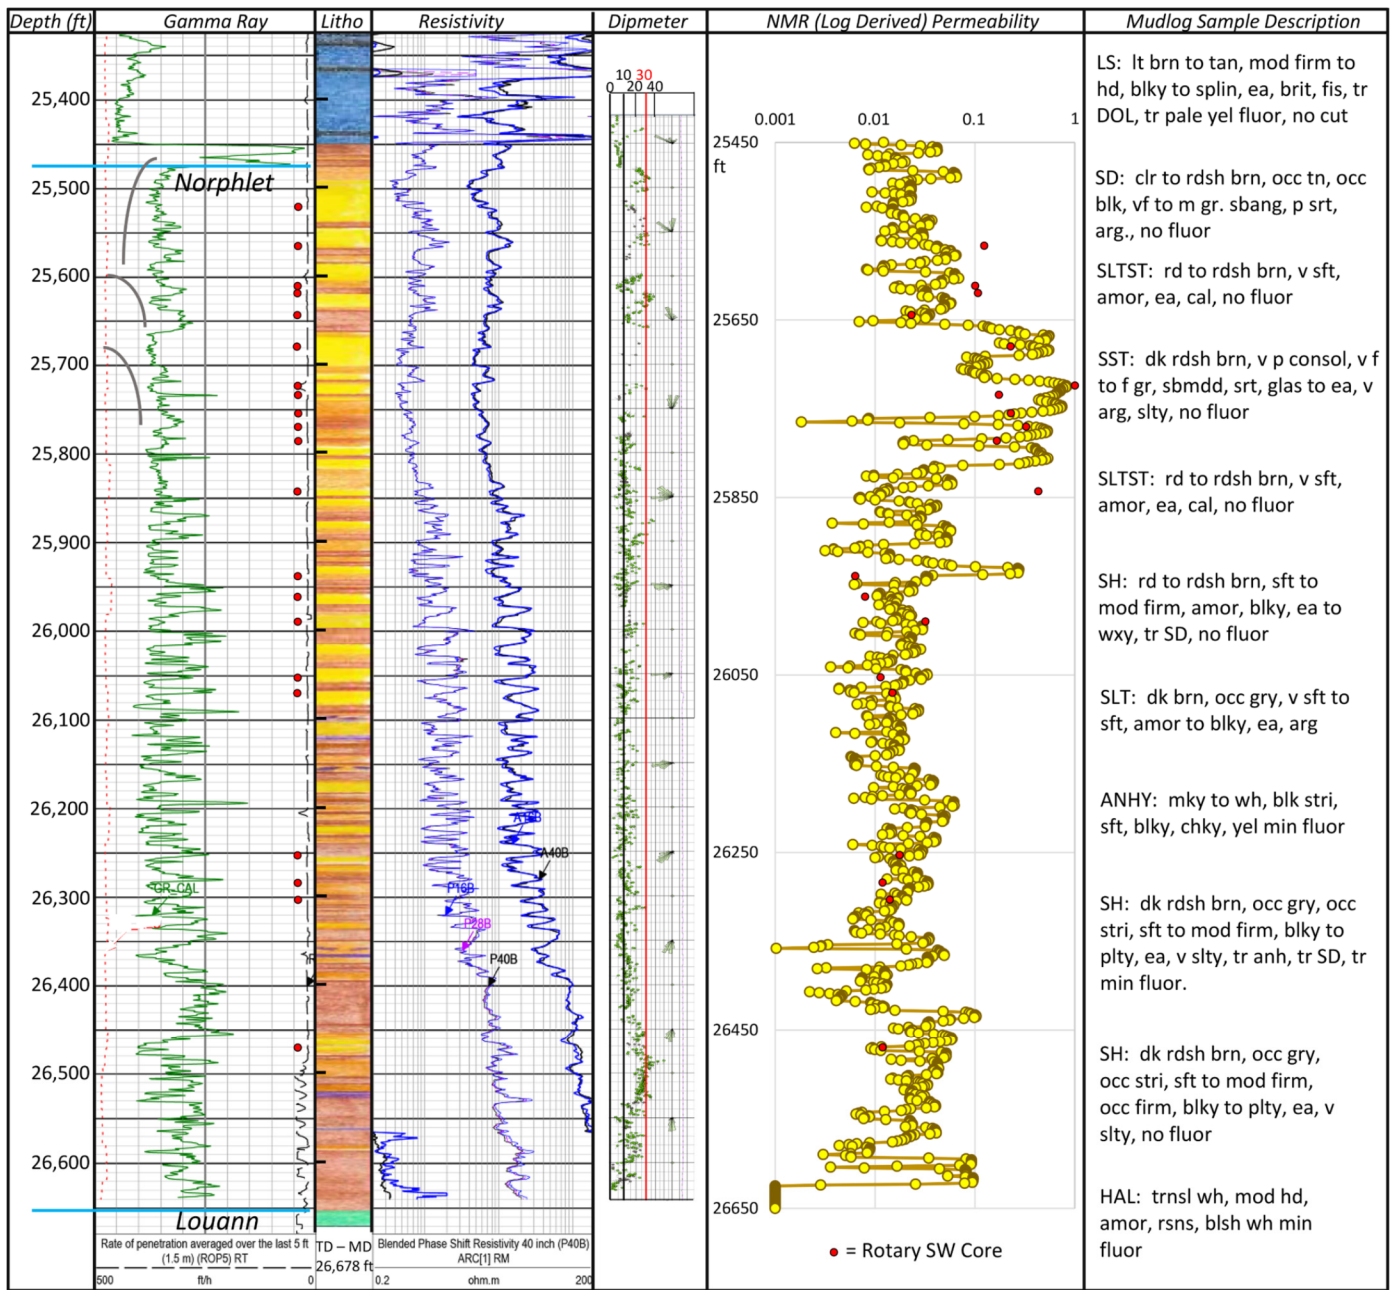 Depth (ft)
Gamma Ray
Litho
Resistivity
Dipmeter
NMR (Log Derived) Permeability
Mudlog Sample Description
25,400
25,500
25,600
25,700
25,800
25,900
26,000
26,100
26,200
26,300
26,400
26,500
26,600
Norphlet
GR_CAL
Louann
Rate of penetration averaged over the last 5 ft
(1.5 m) (ROP5) RT
500 ft/h 0
TD – MD
26,678 ft
A16B
A40B
P16B
P28B
P40B
Blended Phase Shift Resistivity 40 inch (P40B)
ARC[1] RM
0.2 ohm.m 200
10 30
0 20 40
0.001 0.01 0.1 1
25450
ft
25650
25850
26050
26250
26450
26650
= Rotary SW Core
LS: lt brn to tan, mod firm to
hd, blky to splin, ea, brit, fis, tr
DOL, tr pale yel fluor, no cut
SD: clr to rdsh brn, occ tn, occ
blk, vf to m gr. sbang, p srt,
arg., no fluor
SLTST: rd to rdsh brn, v sft,
amor, ea, cal, no fluor
SST: dk rdsh brn, v p consol, v f
to f gr, sbmdd, srt, glas to ea, v
arg, slty, no fluor
SLTST: rd to rdsh brn, v sft,
amor, ea, cal, no fluor
SH: rd to rdsh brn, sft to
mod firm, amor, blky, ea to
wxy, tr SD, no fluor
SLT: dk brn, occ gry, v sft to
sft, amor to blky, ea, arg
ANHY: mky to wh, blk stri,
sft, blky, chky, yel min fluor
SH: dk rdsh brn, occ gry, occ
stri, sft to mod firm, blky to
plty, ea, v slty, tr anh, tr SD, tr
min fluor.
SH: dk rdsh brn, occ gry,
occ stri, sft to mod firm,
occ firm, blky to plty, ea, v
slty, no fluor
HAL: trnsl wh, mod hd,
amor, rsns, blsh wh min
fluor